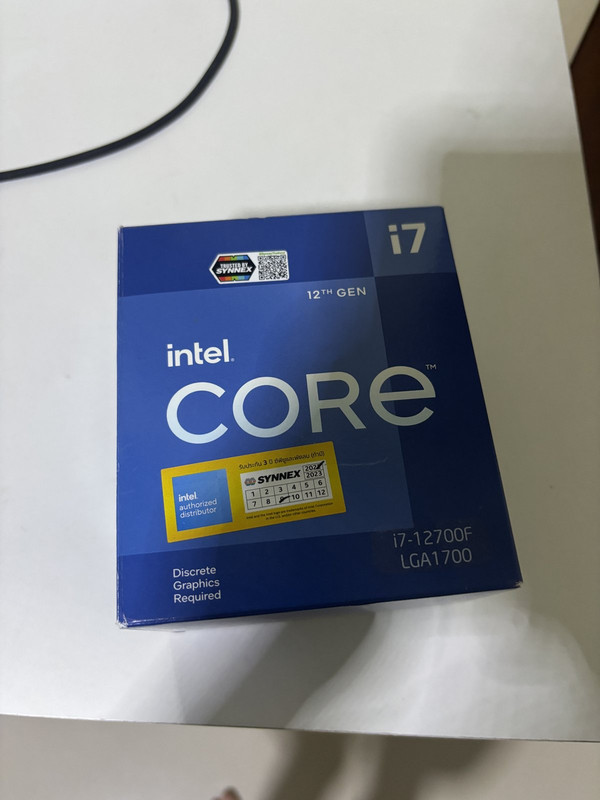 i7
TRUSTED BY
SYNNEX
12TH GEN
intel.
CORE™
รับประกัน 3 ปี
SYNNEX
2023
intel.
authorized
distributor
1 2 3 4 5 6
7 8 10 11 12
i7-12700F
LGA1700
Discrete
Graphics
Required